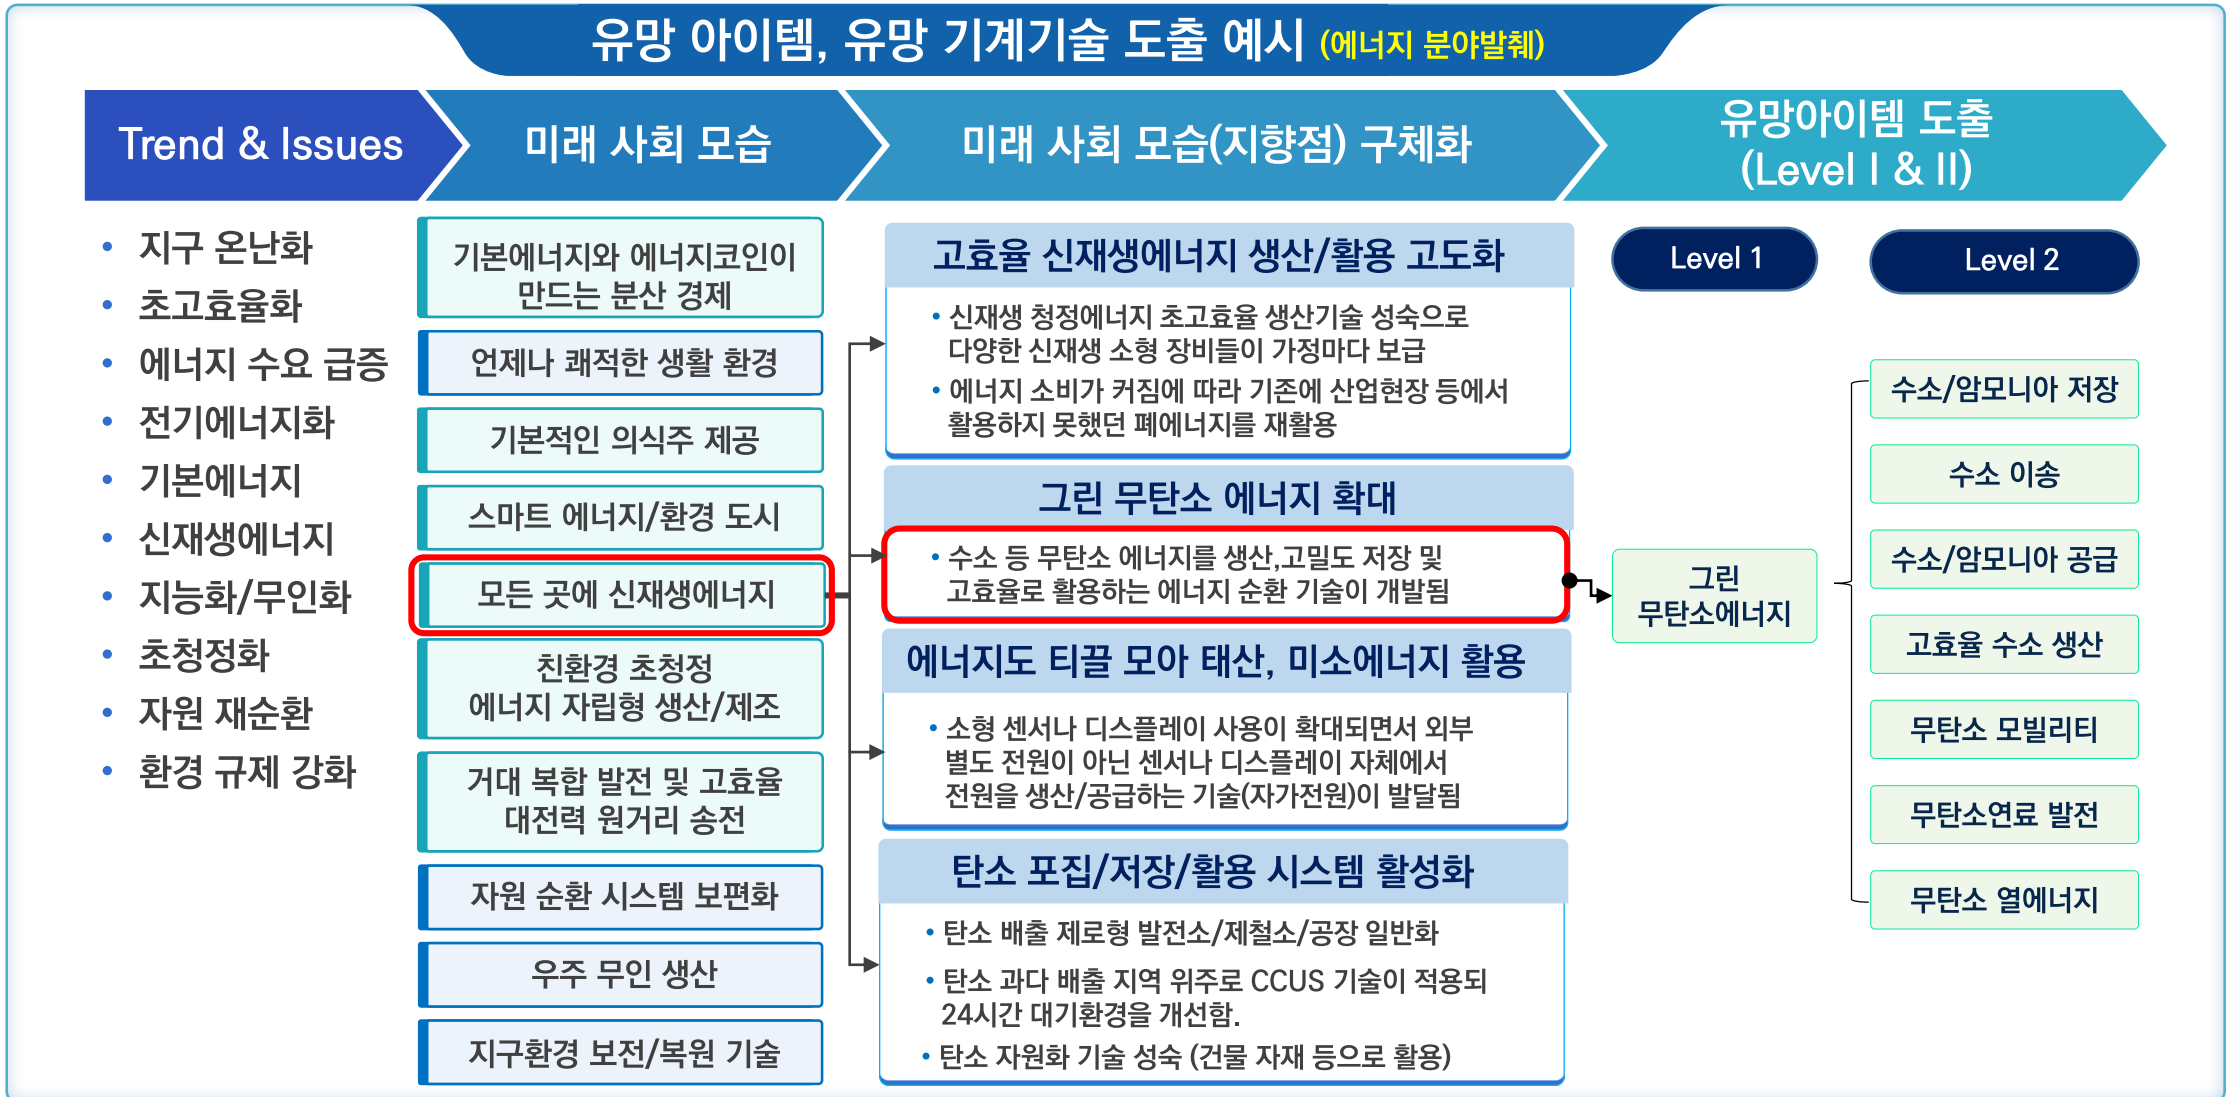 유망 아이템, 유망 기계기술 도출 예시 (에너지 분야발췌)
Trend & Issues
미래 사회 모습
미래 사회 모습(지향점) 구체화
유망아이템 도출
(Level I & II)
• 지구 온난화
• 초고효율화
• 에너지 수요 급증
• 전기에너지화
• 기본에너지
• 신재생에너지
• 지능화/무인화
• 초청정화
• 자원 재순환
• 환경 규제 강화
기본에너지와 에너지코인이
만드는 분산 경제
언제나 쾌적한 생활 환경
기본적인 의식주 제공
스마트 에너지/환경 도시
모든 곳에 신재생에너지
친환경 초청정
에너지 자립형 생산/제조
거대 복합 발전 및 고효율
대전력 원거리 송전
자원 순환 시스템 보편화
우주 무인 생산
지구환경 보전/복원 기술
고효율 신재생에너지 생산/활용 고도화
• 신재생 청정에너지 초고효율 생산기술 성숙으로
다양한 신재생 소형 장비들이 가정마다 보급
• 에너지 소비가 커짐에 따라 기존에 산업현장 등에서
활용하지 못했던 폐에너지를 재활용
그린 무탄소 에너지 확대
• 수소 등 무탄소 에너지를 생산,고밀도 저장 및
고효율로 활용하는 에너지 순환 기술이 개발됨
에너지도 티끌 모아 태산, 미소에너지 활용
• 소형 센서나 디스플레이 사용이 확대되면서 외부
별도 전원이 아닌 센서나 디스플레이 자체에서
전원을 생산/공급하는 기술(자가전원)이 발달됨
탄소 포집/저장/활용 시스템 활성화
• 탄소 배출 제로형 발전소/제철소/공장 일반화
• 탄소 과다 배출 지역 위주로 CCUS 기술이 적용되
24시간 대기환경을 개선함.
• 탄소 자원화 기술 성숙 (건물 자재 등으로 활용)
Level 1
그린
무탄소에너지
Level 2
수소/암모니아 저장
수소 이송
수소/암모니아 공급
고효율 수소 생산
무탄소 모빌리티
무탄소연료 발전
무탄소 열에너지